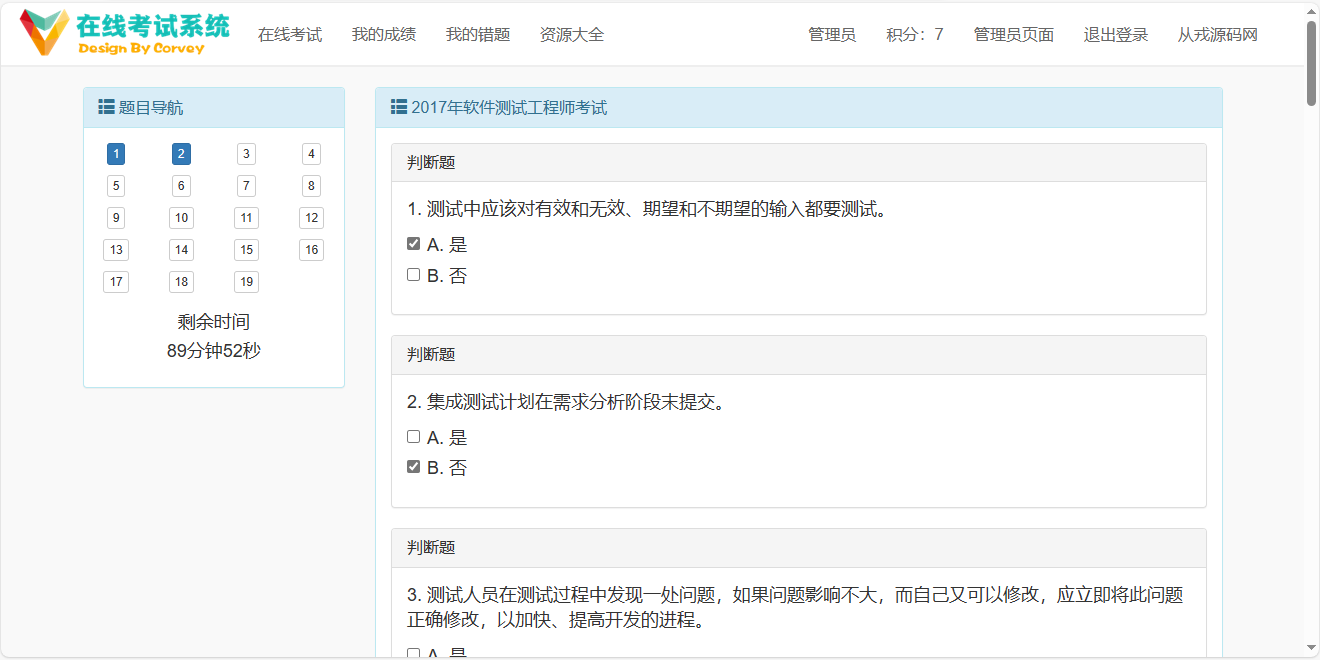 在线考试系统
Design By Corvey
在线考试 我的成绩 我的错题 资源大全 管理员 积分：7 管理员页面 退出登录 从戎源码网
题目导航
1 2 3 4
5 6 7 8
9 10 11 12
13 14 15 16
17 18 19
剩余时间
89分钟52秒
2017年软件测试工程师考试
判断题
1. 测试中应该对有效和无效、期望和不期望的输入都要测试。
A. 是
B. 否
判断题
2. 集成测试计划在需求分析阶段末提交。
A. 是
B. 否
判断题
3. 测试人员在测试过程中发现一处问题，如果问题影响不大，而自己又可以修改，应立即将此问题
正确修改，以加快、提高开发的进程。
A. 是